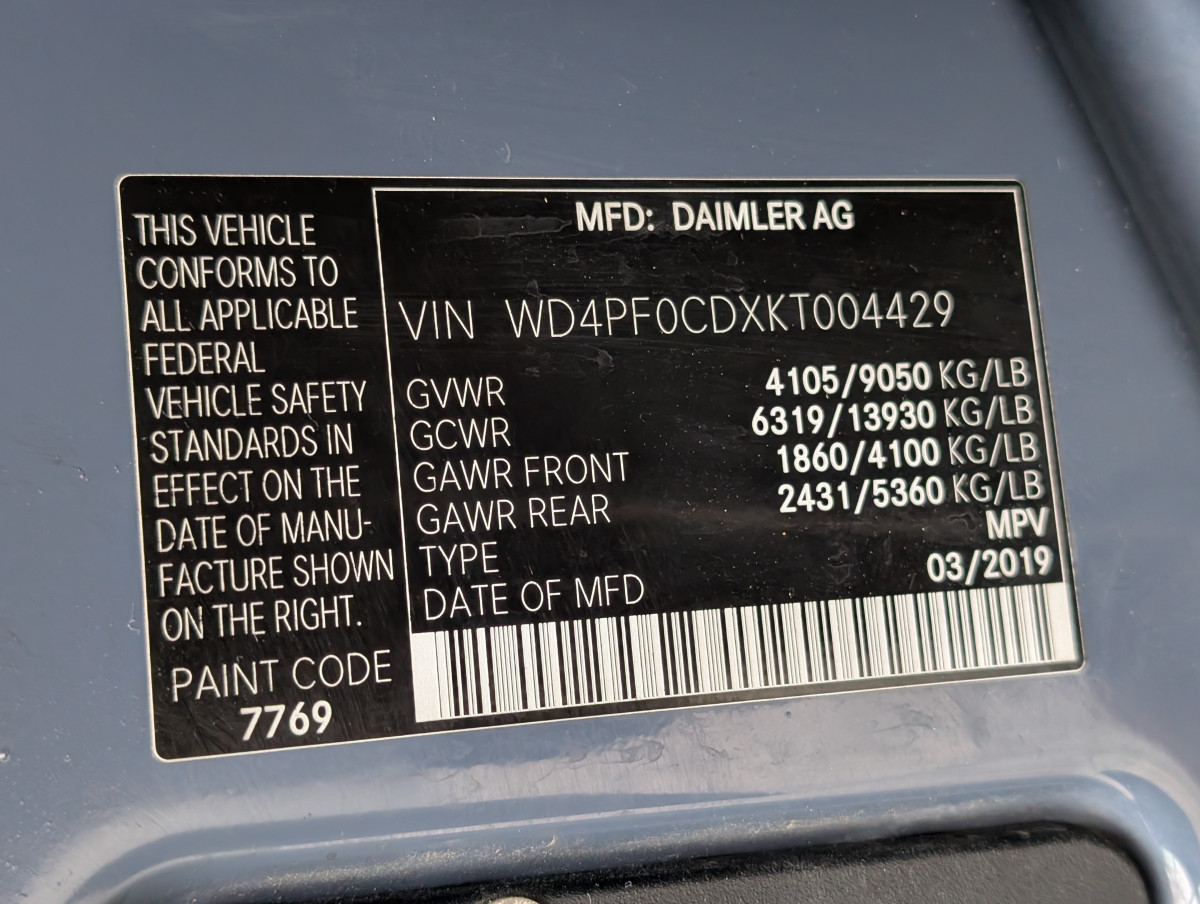 THIS VEHICLE
CONFORMS TO
ALL APPLICABLE
FEDERAL
VEHICLE SAFETY
STANDARDS IN
EFFECT ON THE
DATE OF MANU-
FACTURE SHOWN
ON THE RIGHT.
PAINT CODE
7769
MFD: DAIMLER AG
VIN WD4PF0CDXKT004429
GVWR 4105/9050 KG/LB
GCWR 6319/13930 KG/LB
GAWR FRONT 1860/4100 KG/LB
GAWR REAR 2431/5360 KG/LB
TYPE MPV
DATE OF MFD 03/2019